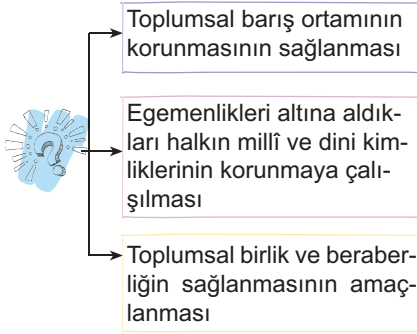 Toplumsal barış ortamının
korunmasının sağlanması
Egemenlikleri altına aldık-
ları halkın millî ve dini kim-
liklerinin korunmaya çalı-
şılması
Toplumsal birlik ve beraber-
liğin sağlanmasının amaç-
lanması